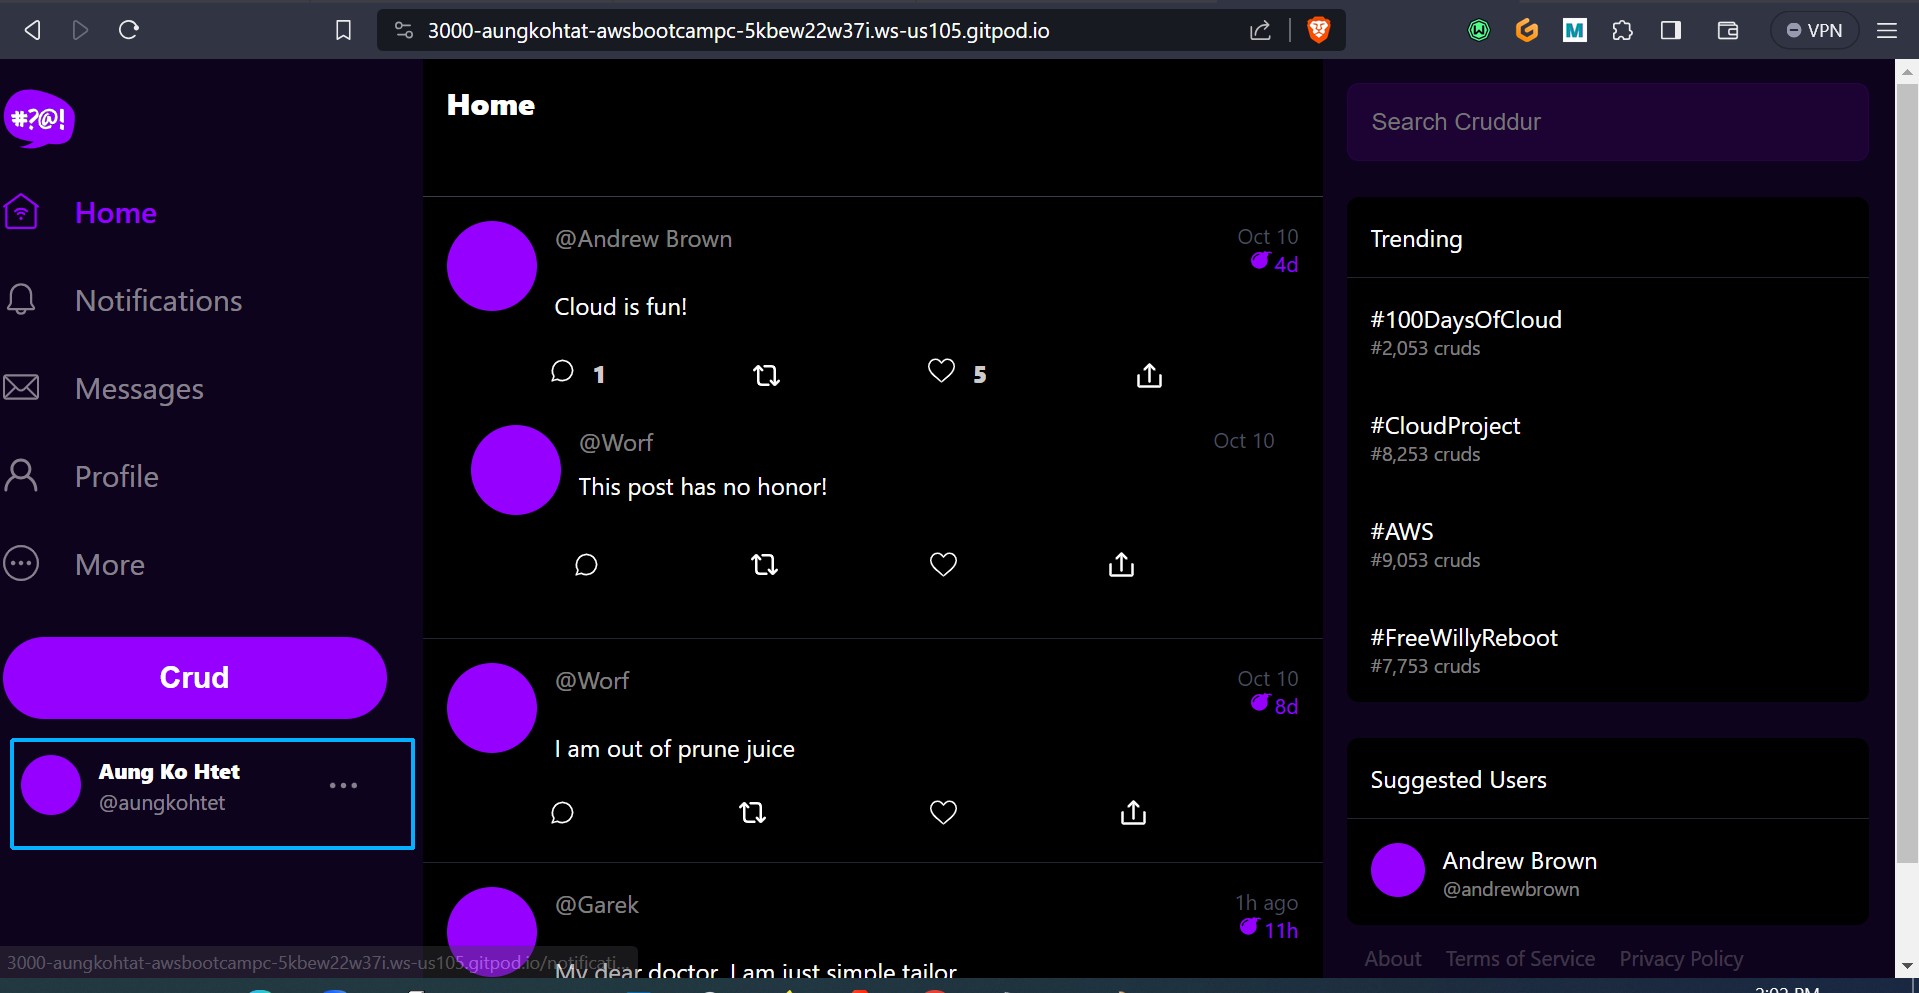 3000-aungkohtat-awsbootcampc-5kbew22w37i.ws-us105.gitpod.io
M
VPN
#?@!
Home
Notifications
Messages
Profile
More
Crud
Aung Ko Htet
@aungkohtet
Home
@Andrew Brown
Oct 10
4d
Cloud is fun!
1
5
@Worf
Oct 10
This post has no honor!
@Worf
Oct 10
8d
I am out of prune juice
@Garek
1h ago
11h
My dear doctor, I am just simple tailor
Search Cruddur
Trending
#100DaysOfCloud
#2,053 cruds
#CloudProject
#8,253 cruds
#AWS
#9,053 cruds
#FreeWillyReboot
#7,753 cruds
Suggested Users
Andrew Brown
@andrewbrown
About Terms of Service Privacy Policy
3000-aungkohtat-awsbootcampc-5kbew22w37i.ws-us105.gitpod.io/notificati...